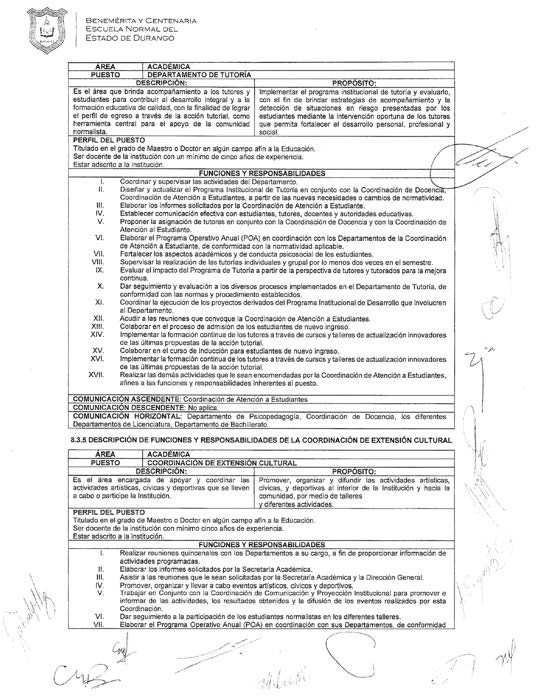 BENEMÉRITA Y CENTENARIA
ESCUELA NORMAL DEL
ESTADO DE DURANGO
ÁREA ACADÉMICA
PUESTO DEPARTAMENTO DE TUTORÍA
DESCRIPCIÓN: PROPÓSITO:
Es el área que brinda acompañamiento a los tutores y
estudiantes para contribuir al desarrollo integral y a la
formación educativa de calidad, con la finalidad de lograr
el perfil de egreso a través de la acción tutorial, como
herramienta central para el apoyo de la comunidad
normalista.
Implementar el programa institucional de tutoría y evaluarlo,
con el fin de brindar estrategias de acompañamiento y la
detección de situaciones en riesgo presentadas por los
estudiantes mediante la intervención oportuna de los tutores
que permita fortalecer el desarrollo personal, profesional y
social.
PERFIL DEL PUESTO
Titulado en el grado de Maestro o Doctor en algún campo afín a la Educación.
Ser docente de la institución con un mínimo de cinco años de experiencia.
Estar adscrito a la institución.
FUNCIONES Y RESPONSABILIDADES
I. Coordinar y supervisar las actividades del Departamento.
II. Diseñar y actualizar el Programa Institucional de Tutoría en conjunto con la Coordinación de Docencia,
Coordinación de Atención a Estudiantes, a partir de las nuevas necesidades o cambios de normatividad.
III. Elaborar los informes solicitados por la Coordinación de Atención a Estudiante.
IV. Establecer comunicación efectiva con estudiantes, tutores, docentes y autoridades educativas.
V. Proponer la asignación de tutores en conjunto con la Coordinación de Docencia y con la Coordinación de
Atención al Estudiante.
VI. Elaborar el Programa Operativo Anual (POA) en coordinación con los Departamentos de la Coordinación
de Atención a Estudiante, de conformidad con la normatividad aplicable.
VII. Fortalecer los aspectos académicos y de conducta psicosocial de los estudiantes.
VIII. Supervisar la realización de las tutorías individuales y grupal por lo menos dos veces en el semestre.
IX. Evaluar el impacto del Programa de Tutoría a partir de la perspectiva de tutores y tutorados para la mejora
continua.
X. Dar seguimiento y evaluación a los diversos procesos implementados en el Departamento de Tutoría, de
conformidad con las normas y procedimiento establecidos.
XI. Coordinar la ejecución de los proyectos derivados del Programa Institucional de Desarrollo que involucren
al Departamento.
XII. Acudir a las reuniones que convoque la Coordinación de Atención a Estudiantes.
XIII. Colaborar en el proceso de admisión de los estudiantes de nuevo ingreso.
XIV. Implementar la formación continua de los tutores a través de cursos y talleres de actualización innovadores
de las últimas propuestas de la acción tutorial.
XV. Colaborar en el curso de inducción para estudiantes de nuevo ingreso.
XVI. Implementar la formación continua de los tutores a través de cursos y talleres de actualización innovadores
de las últimas propuestas de la acción tutorial.
XVII. Realizar las demás actividades que le sean encomendadas por la Coordinación de Atención a Estudiantes,
afines a las funciones y responsabilidades inherentes al puesto.
COMUNICACIÓN ASCENDENTE: Coordinación de Atención a Estudiantes
COMUNICACIÓN DESCENDENTE: No aplica.
COMUNICACIÓN HORIZONTAL: Departamento de Psicopedagogía, Coordinación de Docencia, los diferentes
Departamentos de Licenciatura, Departamento de Bachillerato.
8.3.5 DESCRIPCIÓN DE FUNCIONES Y RESPONSABILIDADES DE LA COORDINACIÓN DE EXTENSIÓN CULTURAL
ÁREA ACADÉMICA
PUESTO COORDINACIÓN DE EXTENSIÓN CULTURAL
DESCRIPCIÓN: PROPÓSITO:
Es el área encargada de apoyar y coordinar las
actividades artísticas, cívicas y deportivas que se lleven
a cabo o participe la Institución.
Promover, organizar y difundir las actividades artísticas,
cívicas, y deportivas al interior de la Institución y hacia la
comunidad, por medio de talleres
y diferentes actividades.
PERFIL DEL PUESTO
Titulado en el grado de Maestro o Doctor en algún campo afín a la Educación.
Ser docente de la institución con mínimo cinco años de experiencia.
Estar adscrito a la Institución.
FUNCIONES Y RESPONSABILIDADES
I. Realizar reuniones quincenales con los Departamentos a su cargo, a fin de proporcionar información de
actividades programadas.
II. Elaborar los informes solicitados por la Secretaría Académica.
III. Asistir a las reuniones que le sean solicitadas por la Secretaría Académica y la Dirección General.
IV. Promover, organizar y llevar a cabo eventos artísticos, cívicos y deportivos.
V. Trabajar en Conjunto con la Coordinación de Comunicación y Proyección Institucional para promover e
informar de las actividades, los resultados obtenidos y la difusión de los eventos realizados por esta
Coordinación.
VI. Dar seguimiento a la participación de los estudiantes normalistas en los diferentes talleres.
VII. Elaborar el Programa Operativo Anual (POA) en coordinación con sus Departamentos, de conformidad